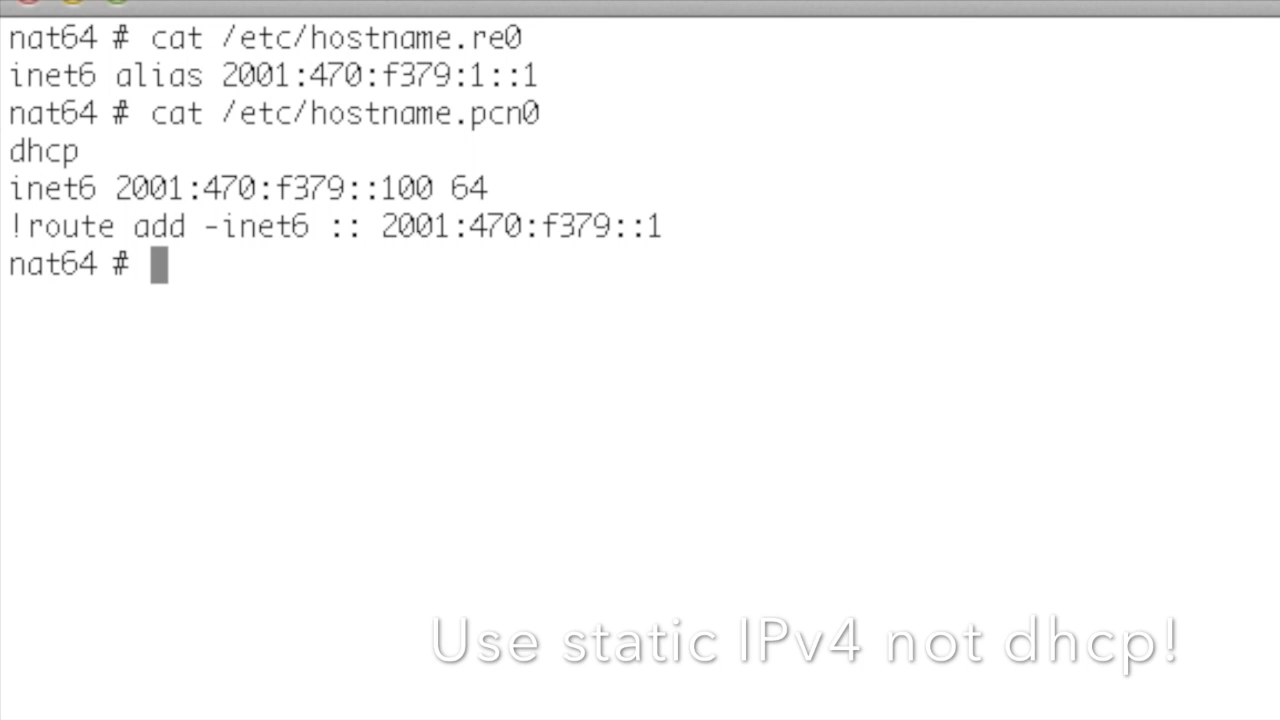 nat64 # cat /etc/hostname.re0
inet6 alias 2001:470:f379:1::1
nat64 # cat /etc/hostname.pcn0
dhcp
inet6 2001:470:f379::100 64
!route add -inet6 :: 2001:470:f379::1
nat64 #
Use static IPv4 not dhcp!